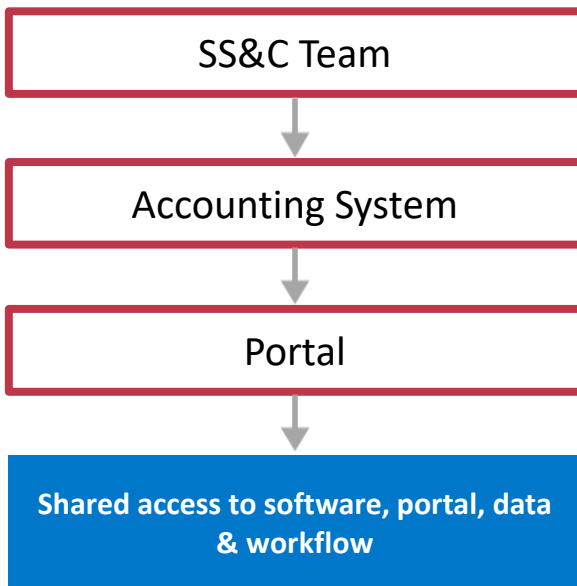 SS&C Team
Accounting System
Portal
Shared access to software, portal, data
& workflow